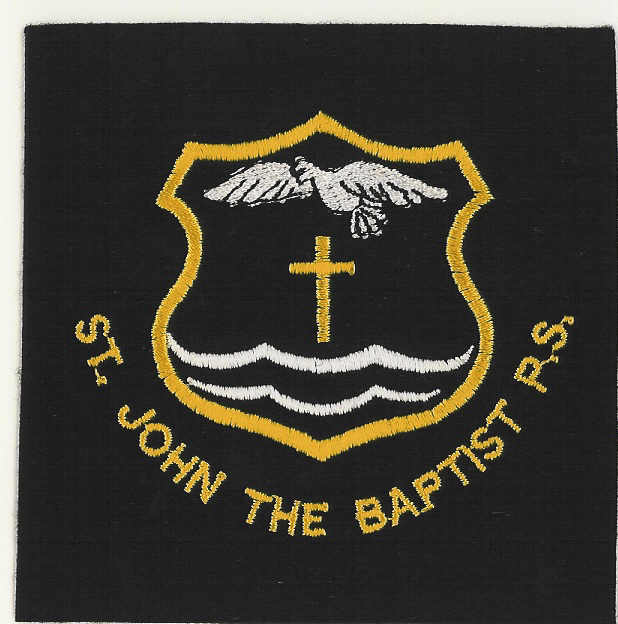 ST. JOHN THE BAPTIST P.S.